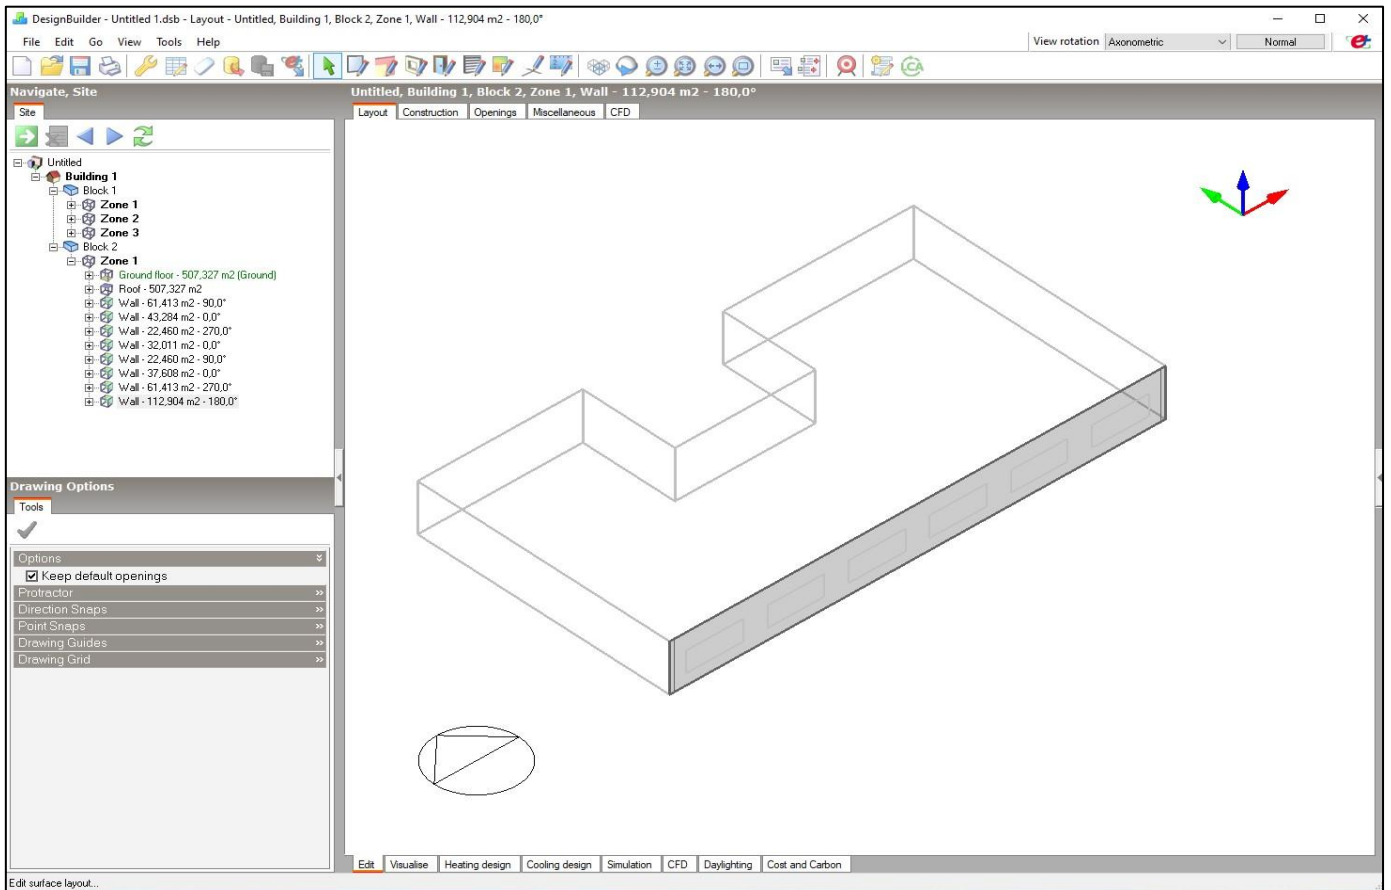 DesignBuilder - Untitled 1.dsb - Layout - Untitled, Building 1, Block 2, Zone 1, Wall - 112,904 m2 - 180,0°
File Edit Go View Tools Help
View rotation Axonometric Normal
Navigate, Site
Site
Untitled, Building 1, Block 2, Zone 1, Wall - 112,904 m2 - 180,0°
Layout Construction Openings Miscellaneous CFD
Untitled
Building 1
Block 1
Zone 1
Zone 2
Zone 3
Block 2
Zone 1
Ground floor - 507,327 m2 (Ground)
Roof - 507,327 m2
Wall - 61,413 m2 - 90,0°
Wall - 43,284 m2 - 0,0°
Wall - 22,460 m2 - 270,0°
Wall - 32,011 m2 - 0,0°
Wall - 22,460 m2 - 90,0°
Wall - 37,608 m2 - 0,0°
Wall - 61,413 m2 - 270,0°
Wall - 112,904 m2 - 180,0°
Drawing Options
Tools
Options
Keep default openings
Protractor
Direction Snaps
Point Snaps
Drawing Guides
Drawing Grid
Edit Visualise Heating design Cooling design Simulation CFD Daylighting Cost and Carbon
Edit surface layout...